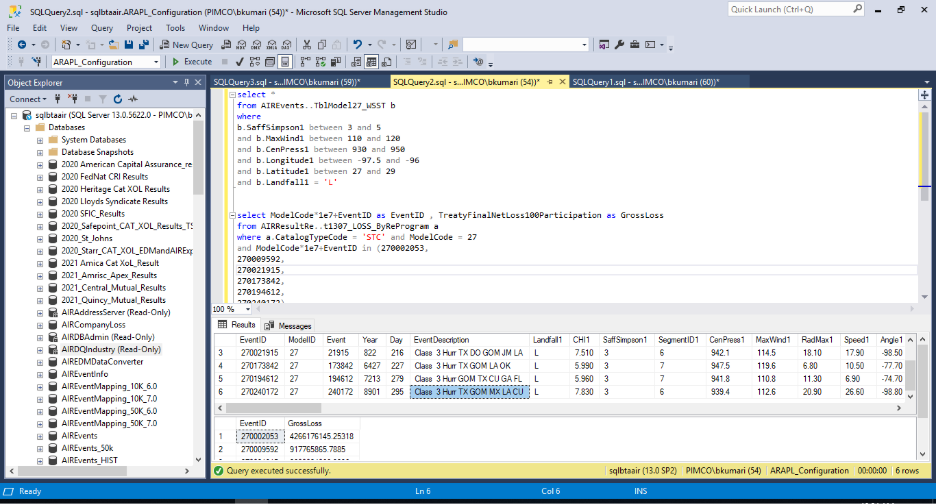 SQLQuery2.sql - sqlbtaair.ARAPL_Configuration (PIMCO\bkumari (54))* - Microsoft SQL Server Management Studio
Quick Launch (Ctrl+Q)
File Edit View Query Project Tools Window Help
New Query
ARAPL_Configuration Execute
Object Explorer
SQLQuery3.sql - s...IMCO\bkumari (59))* SQLQuery2.sql - s...IMCO\bkumari (54))* SQLQuery1.sql - s...IMCO\bkumari (60))*
Connect
sqlbtaair (SQL Server 13.0.5622.0 - PIMCO\b
Databases
System Databases
Database Snapshots
2020 American Capital Assurance_re
2020 FedNat CRI Results
2020 Heritage Cat XOL Results
2020 Lloyds Syndicate Results
2020 SFIC_Results
2020_Safepoint_CAT_XOL_Results_TS
2020_St_Johns
2020_Starr_CAT_XOL_EDMandAIRExp
2021 Amica Cat XoL_Result
2021_Amrisc_Apex_Results
2021_Central_Mutual_Results
2021_Quincy_Mutual_Results
AIRAddressServer (Read-Only)
AIRCompanyLoss
AIRDBAdmin (Read-Only)
AIRDQIndustry (Read-Only)
AIREDMDataConverter
AIREventInfo
AIREventMapping_10K_6.0
AIREventMapping_10K_7.0
AIREventMapping_50K_6.0
AIREventMapping_50K_7.0
AIREvents
AIREvents_50k
AIREvents_HIST
select *
from AIREvents..TblModel27_WSST b
where
b.SaffSimpson1 between 3 and 5
and b.MaxWind1 between 110 and 120
and b.CenPress1 between 930 and 950
and b.Longitude1 between -97.5 and -96
and b.Latitude1 between 27 and 29
and b.Landfall1 = 'L'
select ModelCode*1e7+EventID as EventID , TreatyFinalNetLoss100Participation as GrossLoss
from AIRResultRe..t1307_LOSS_ByReProgram a
where a.CatalogTypeCode = 'STC' and ModelCode = 27
and ModelCode*1e7+EventID in (270002053,
270009592,
270021915,
270173842,
270194612,
270240172)
100 %
Results Messages
EventID ModelID Event Year Day EventDescription Landfall1 CHI1 SaffSimpson1 SegmentID1 CenPress1 MaxWind1 RadMax1 Speed1 Angle1
3 270021915 27 21915 822 216 Class 3 Hurr TX DO GOM JM LA L 7.510 3 6 942.1 114.5 18.10 17.90 -98.50
4 270173842 27 173842 6427 227 Class 3 Hurr TX GOM LA OK L 5.990 3 6 947.5 119.6 6.80 10.50 -77.70
5 270194612 27 194612 7213 279 Class 3 Hurr GOM TX CU GA FL L 5.960 3 7 941.8 110.8 11.30 6.90 -74.70
6 270240172 27 240172 8901 295 Class 3 Hurr TX GOM MX LA CU L 7.830 3 6 939.4 112.6 20.90 26.60 -98.80
EventID GrossLoss
1 270002053 4266176145.25318
2 270009592 917765865.7885
Query executed successfully. sqlbtaair (13.0 SP2) PIMCO\bkumari (54) ARAPL_Configuration 00:00:00 6 rows
Ready Ln 6 Col 6 INS